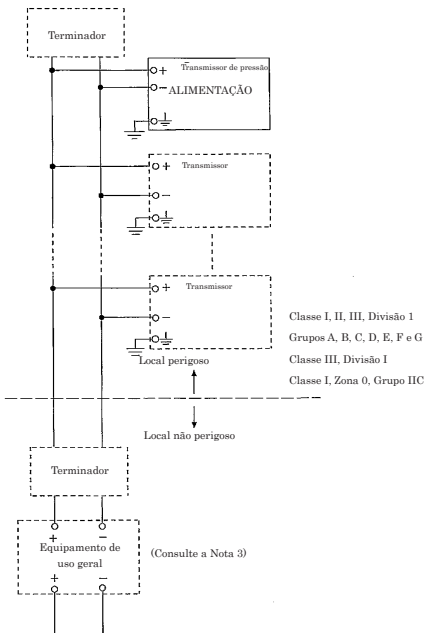 Terminador
+ Transmissor de pressão
− ALIMENTAÇÃO
+ Transmissor
−
+ Transmissor
−
Classe I, II, III, Divisão 1
Grupos A, B, C, D, E, F e G
Local perigoso
Classe III, Divisão I
Classe I, Zona 0, Grupo IIC
Local não perigoso
Terminador
+ −
Equipamento de
uso geral
(Consulte a Nota 3)
+ −